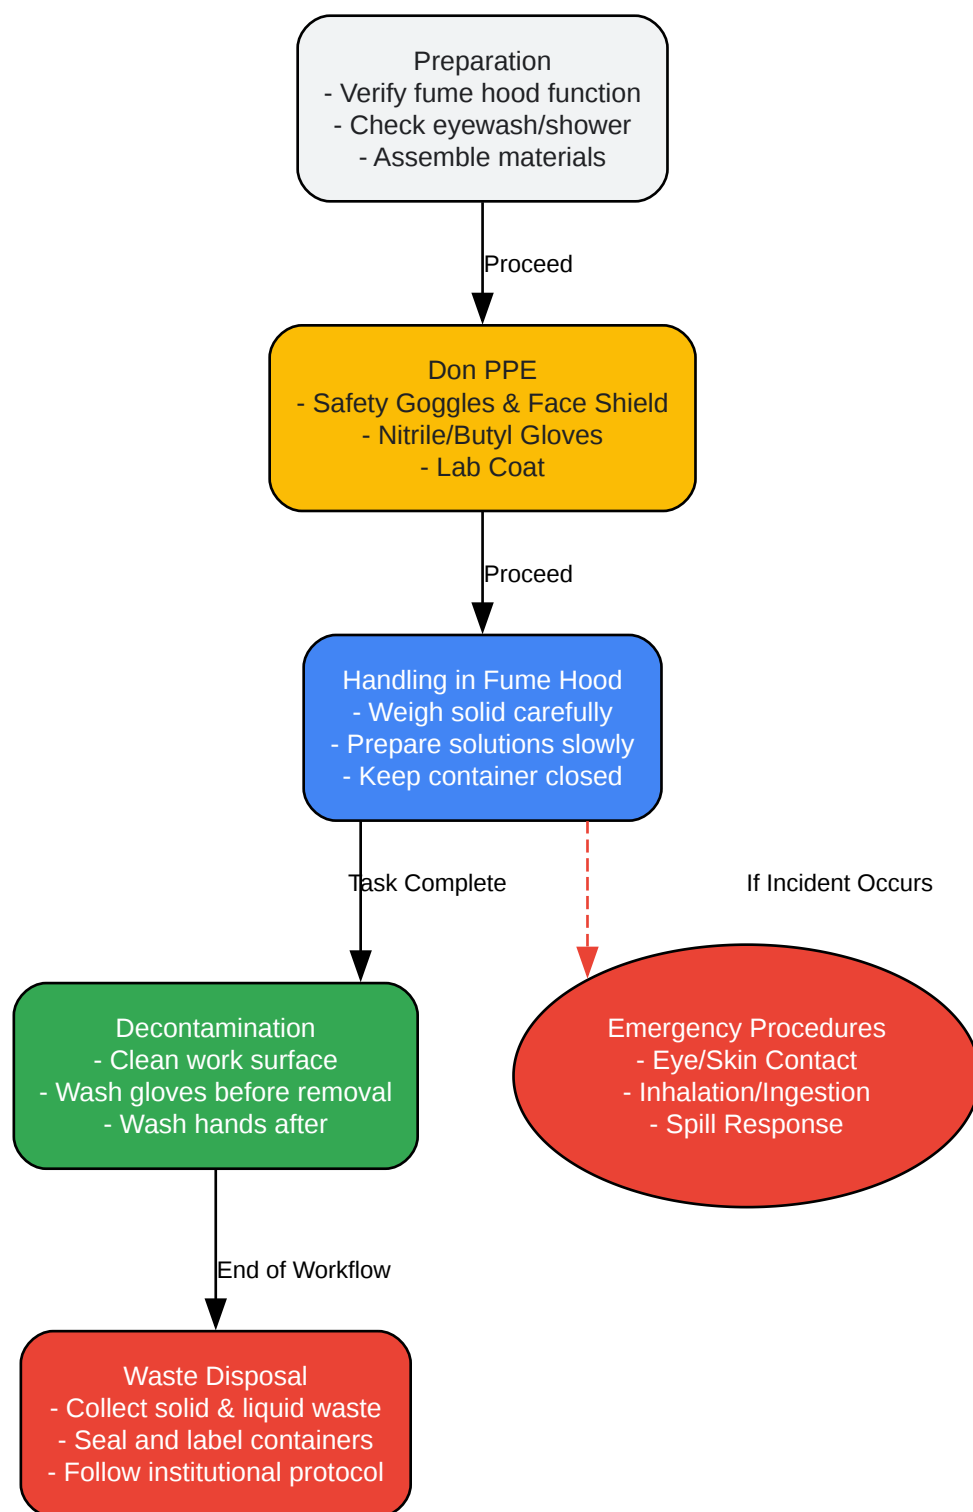 Preparation
- Verify fume hood function
- Check eyewash/shower
- Assemble materials
Proceed
Don PPE
- Safety Goggles & Face Shield
- Nitrile/Butyl Gloves
- Lab Coat
Proceed
Handling in Fume Hood
- Weigh solid carefully
- Prepare solutions slowly
- Keep container closed
Task Complete
If Incident Occurs
Decontamination
- Clean work surface
- Wash gloves before removal
- Wash hands after
Emergency Procedures
- Eye/Skin Contact
- Inhalation/Ingestion
- Spill Response
End of Workflow
Waste Disposal
- Collect solid & liquid waste
- Seal and label containers
- Follow institutional protocol